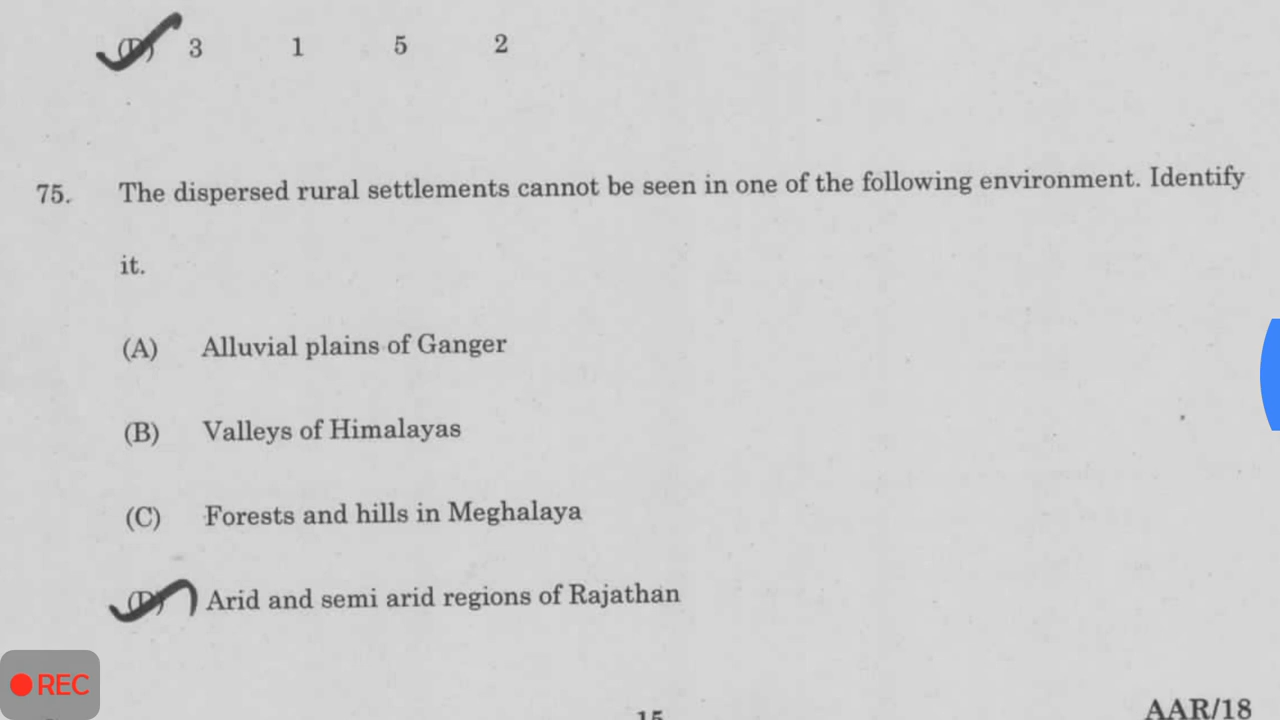 (D) 3 1 5 2
75. The dispersed rural settlements cannot be seen in one of the following environment. Identify
it.
(A) Alluvial plains of Ganger
(B) Valleys of Himalayas
(C) Forests and hills in Meghalaya
(D) Arid and semi arid regions of Rajathan
REC
15 AAR/18